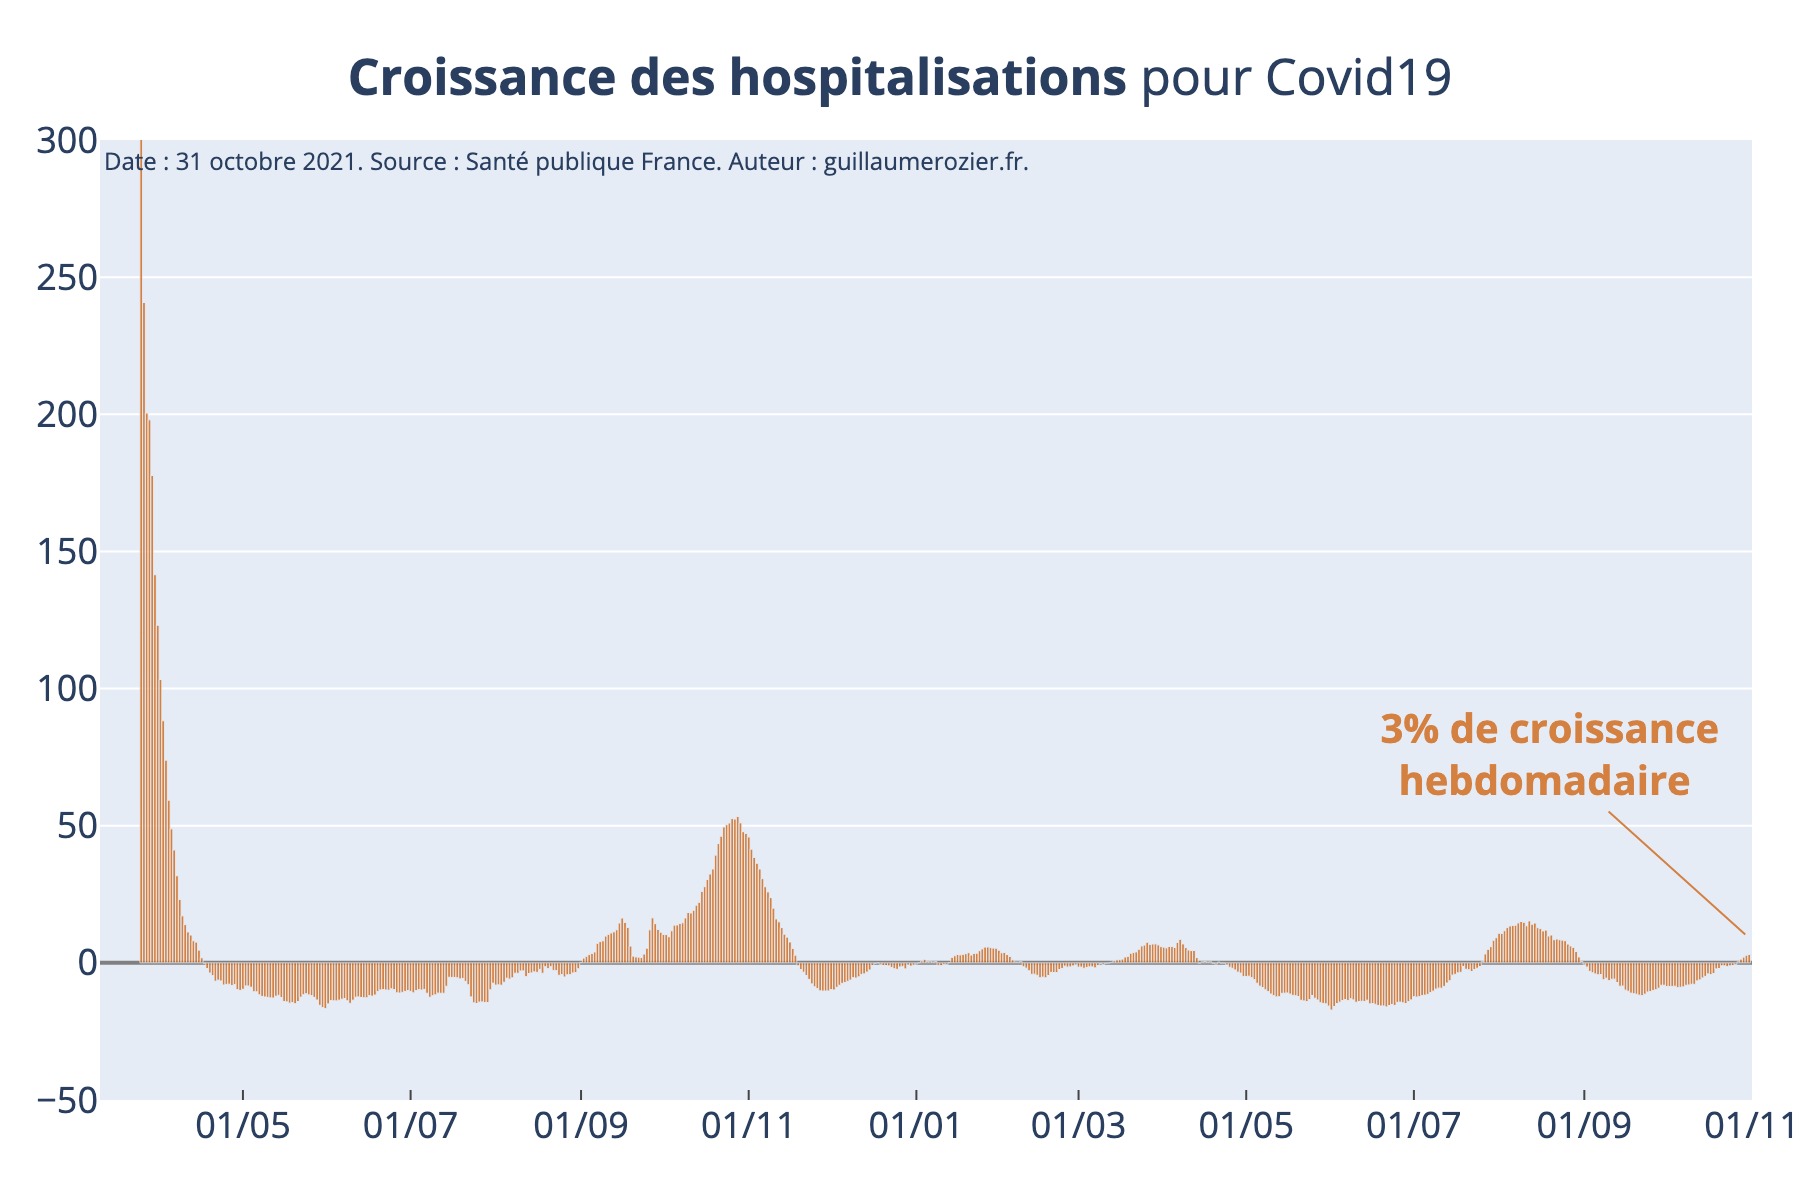 Croissance des hospitalisations pour Covid19
300
Date : 31 octobre 2021. Source : Santé publique France. Auteur : guillaumerozier.fr.
250
200
150
100
3% de croissance
hebdomadaire
50
0
−50
01/05 01/07 01/09 01/11 01/01 01/03 01/05 01/07 01/09 01/11